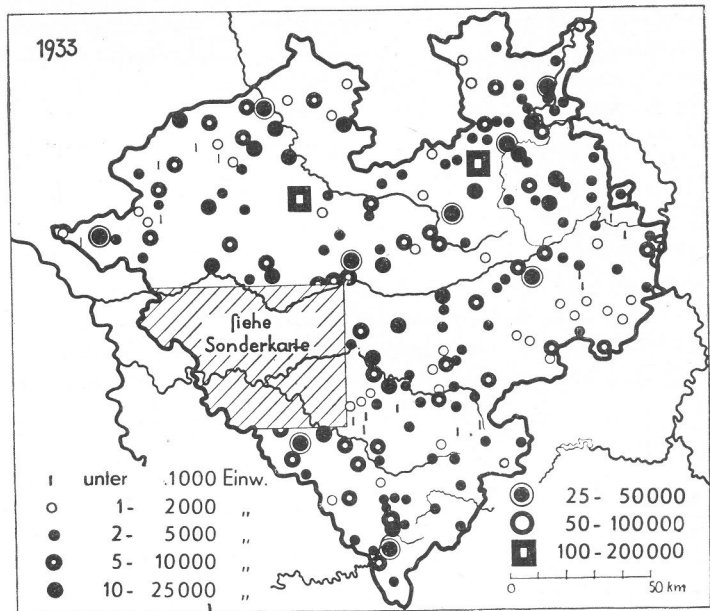 1933
siehe
Sonderkarte
unter .1000 Einw.
1- 2000 "
2- 5000 "
5- 10000 "
10- 25000 "
25- 50000
50- 100000
100-200000
0 50 km